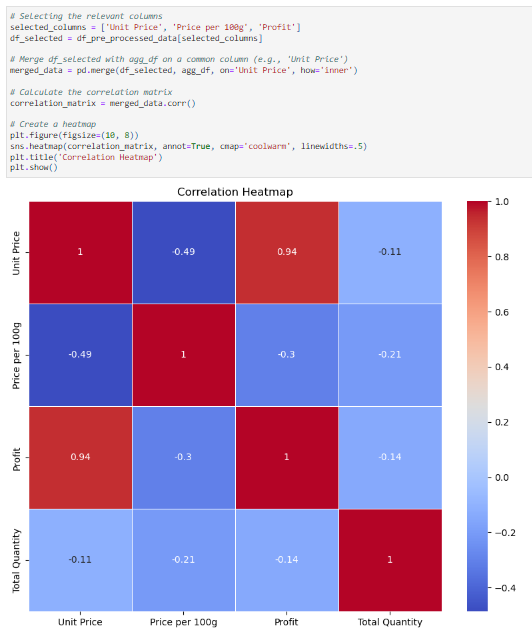 # Selecting the relevant columns
selected_columns = ['Unit Price', 'Price per 100g', 'Profit']
df_selected = df_pre_processed_data[selected_columns]
# Merge df_selected with agg_df on a common column (e.g., 'Unit Price')
merged_data = pd.merge(df_selected, agg_df, on='Unit Price', how='inner')
# Calculate the correlation matrix
correlation_matrix = merged_data.corr()
# Create a heatmap
plt.figure(figsize=(10, 8))
sns.heatmap(correlation_matrix, annot=True, cmap='coolwarm', linewidths=.5)
plt.title('Correlation Heatmap')
plt.show()
Correlation Heatmap
Unit Price
1 -0.49 0.94 -0.11
Price per 100g
-0.49 1 -0.3 -0.21
Profit
0.94 -0.3 1 -0.14
Total Quantity
-0.11 -0.21 -0.14 1
Unit Price Price per 100g Profit Total Quantity
1.0
0.8
0.6
0.4
0.2
0.0
−0.2
−0.4